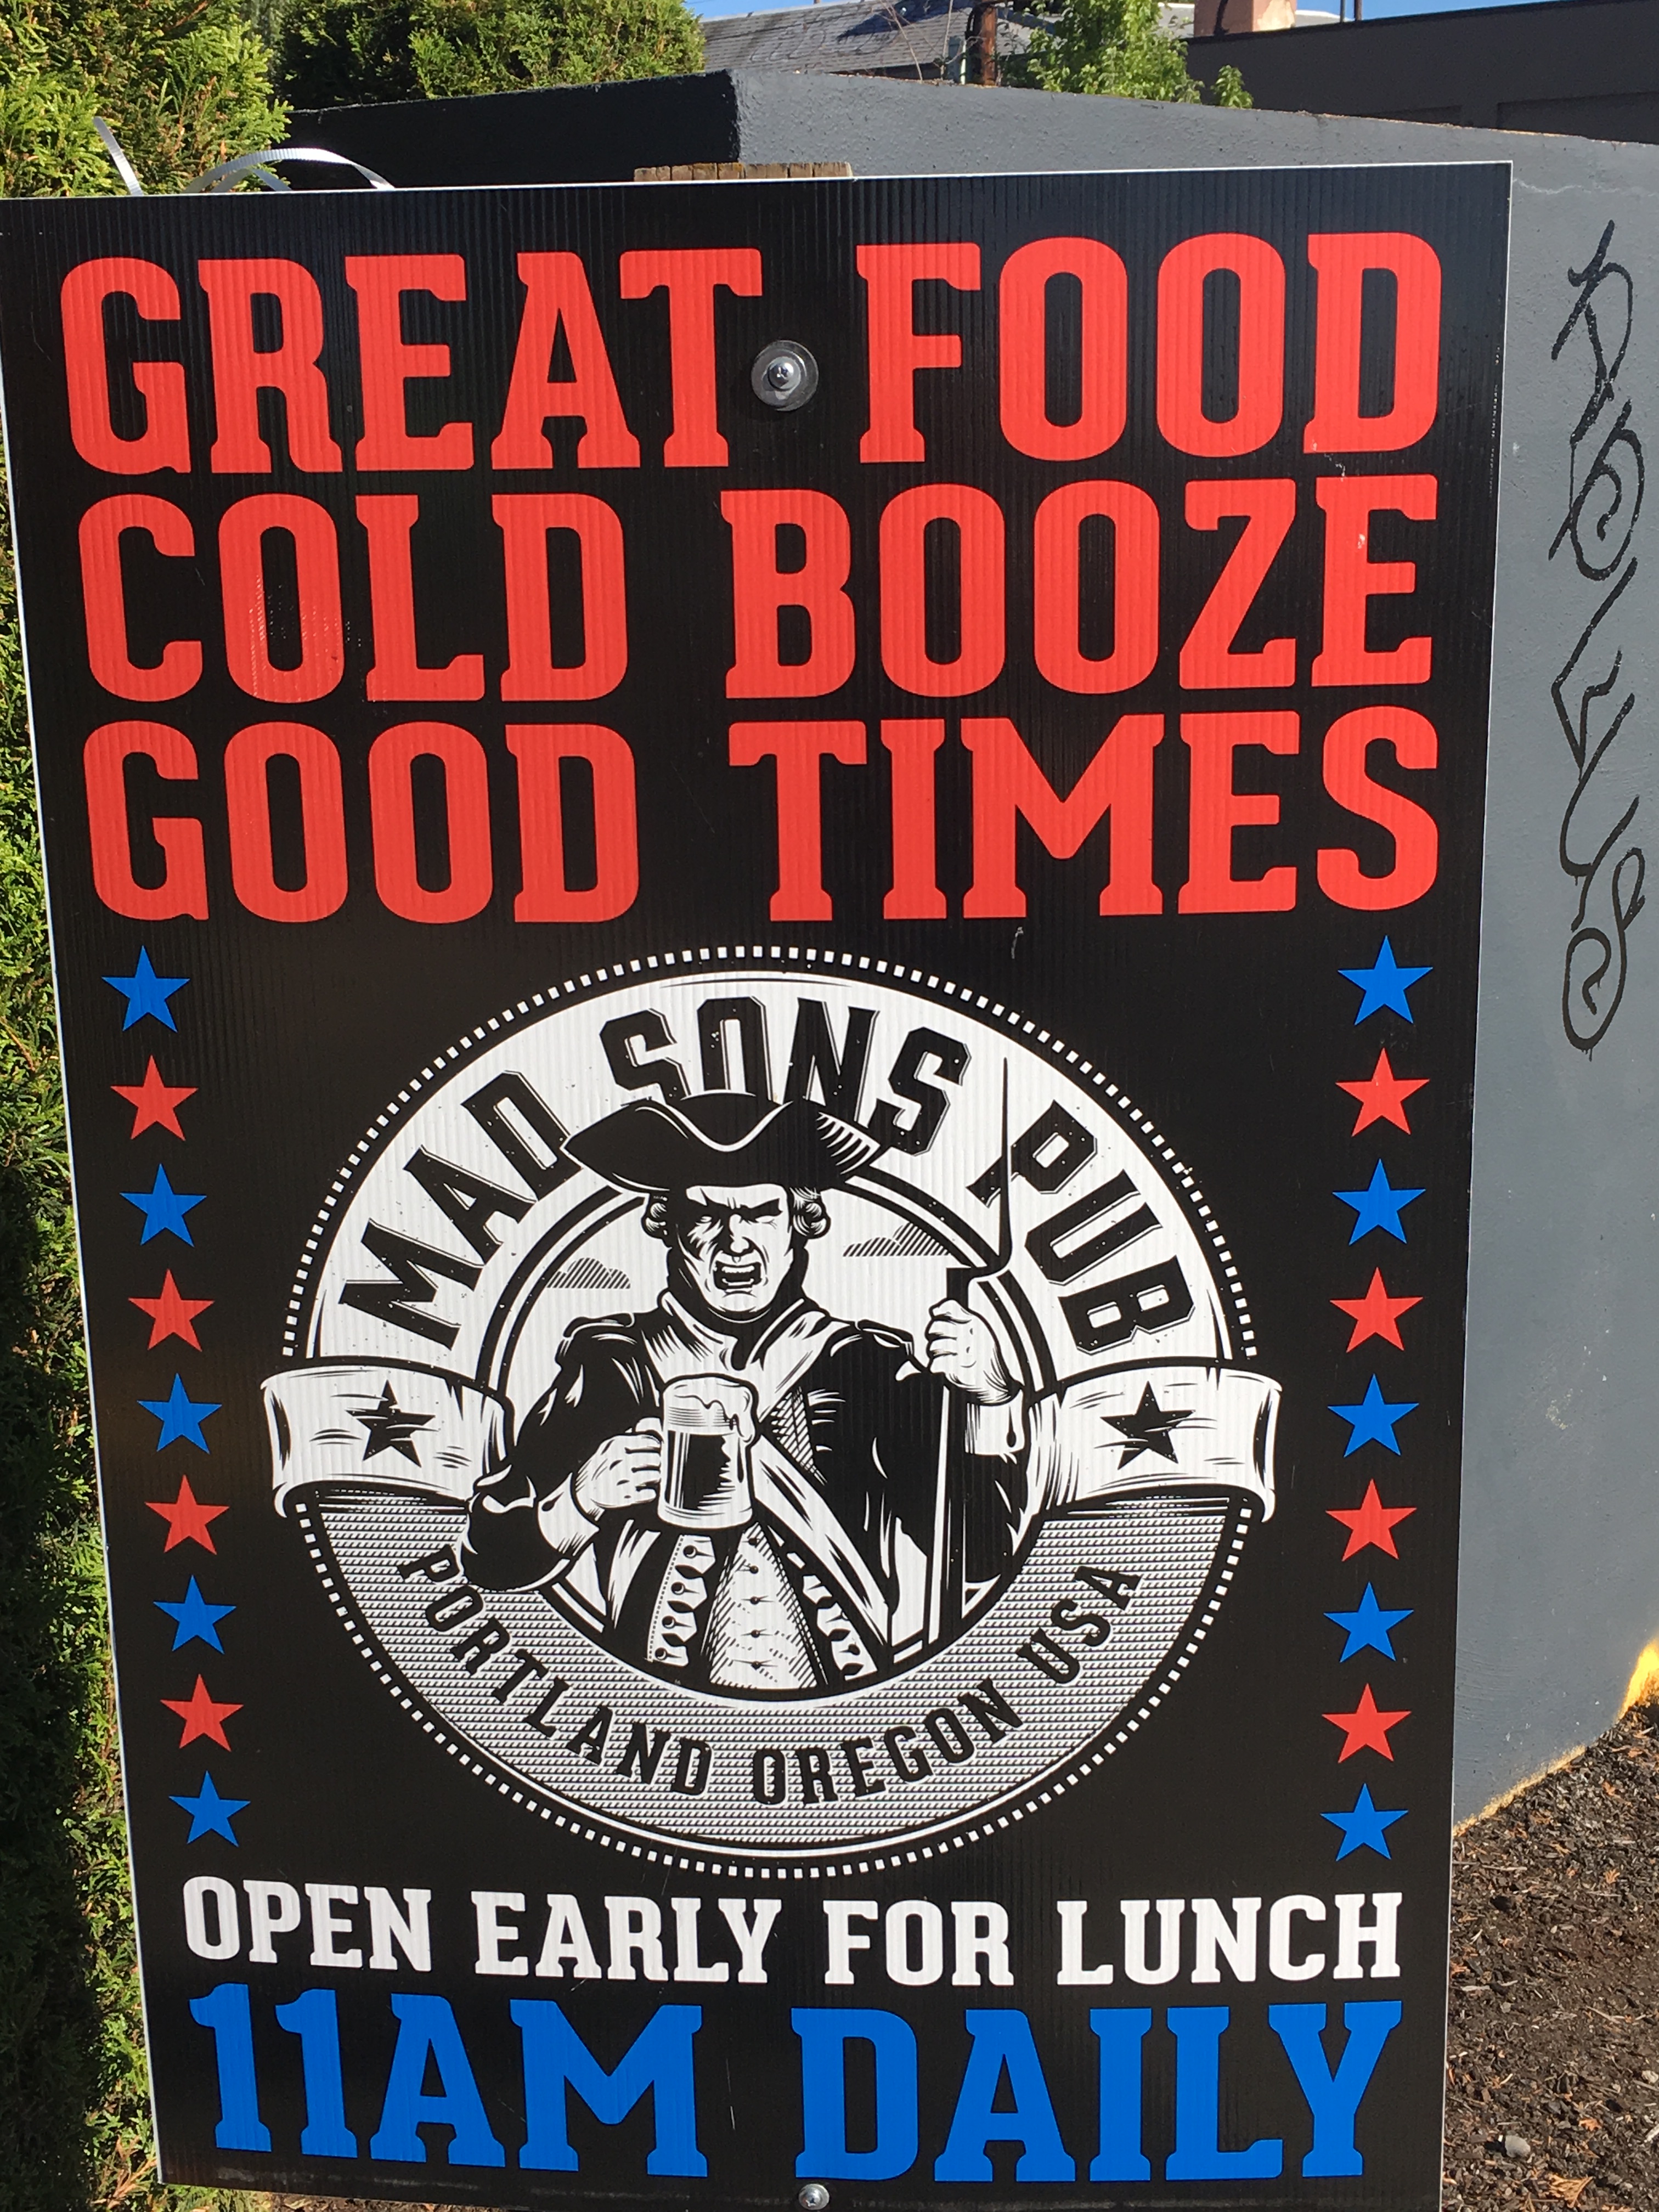 GREAT FOOD
COLD BOOZE
GOOD TIMES
MAD SONS PUB
PORTLAND OREGON USA
OPEN EARLY FOR LUNCH
11AM DAILY